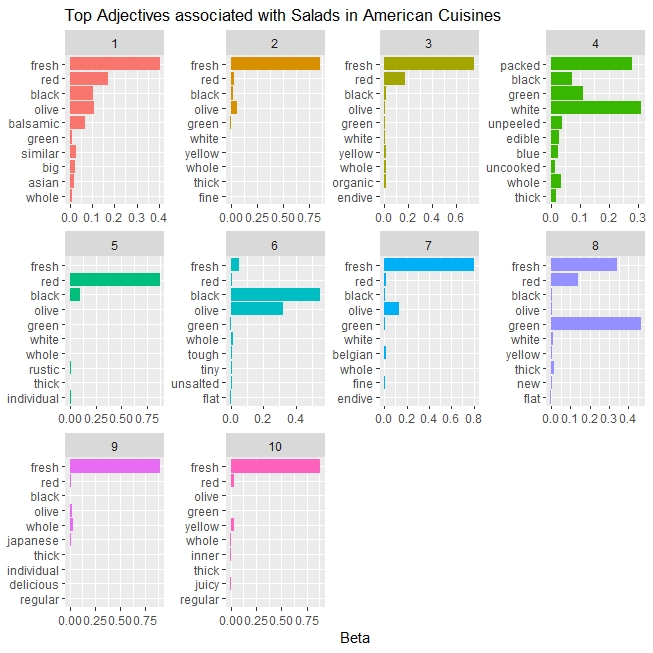 Top Adjectives associated with Salads in American Cuisines
1
fresh
red
black
olive
balsamic
green
similar
big
asian
whole
0.0 0.1 0.2 0.3 0.4
2
fresh
red
black
olive
green
white
yellow
whole
thick
fine
0.00 0.25 0.50 0.75
3
fresh
red
black
olive
green
white
yellow
whole
organic
endive
0.0 0.2 0.4 0.6
4
packed
black
green
white
unpeeled
edible
blue
uncooked
whole
thick
0.0 0.1 0.2 0.3
5
fresh
red
black
olive
green
white
whole
rustic
thick
individual
0.00 0.25 0.50 0.75
6
fresh
red
black
olive
green
whole
tough
tiny
unsalted
flat
0.0 0.2 0.4
7
fresh
red
black
olive
green
white
belgian
whole
fine
endive
0.0 0.2 0.4 0.6 0.8
8
fresh
red
black
olive
green
white
yellow
thick
new
flat
0.0 0.1 0.2 0.3 0.4
9
fresh
red
black
olive
whole
japanese
thick
individual
delicious
regular
0.00 0.25 0.50 0.75
10
fresh
red
olive
green
yellow
whole
inner
thick
juicy
regular
0.00 0.25 0.50 0.75
Beta